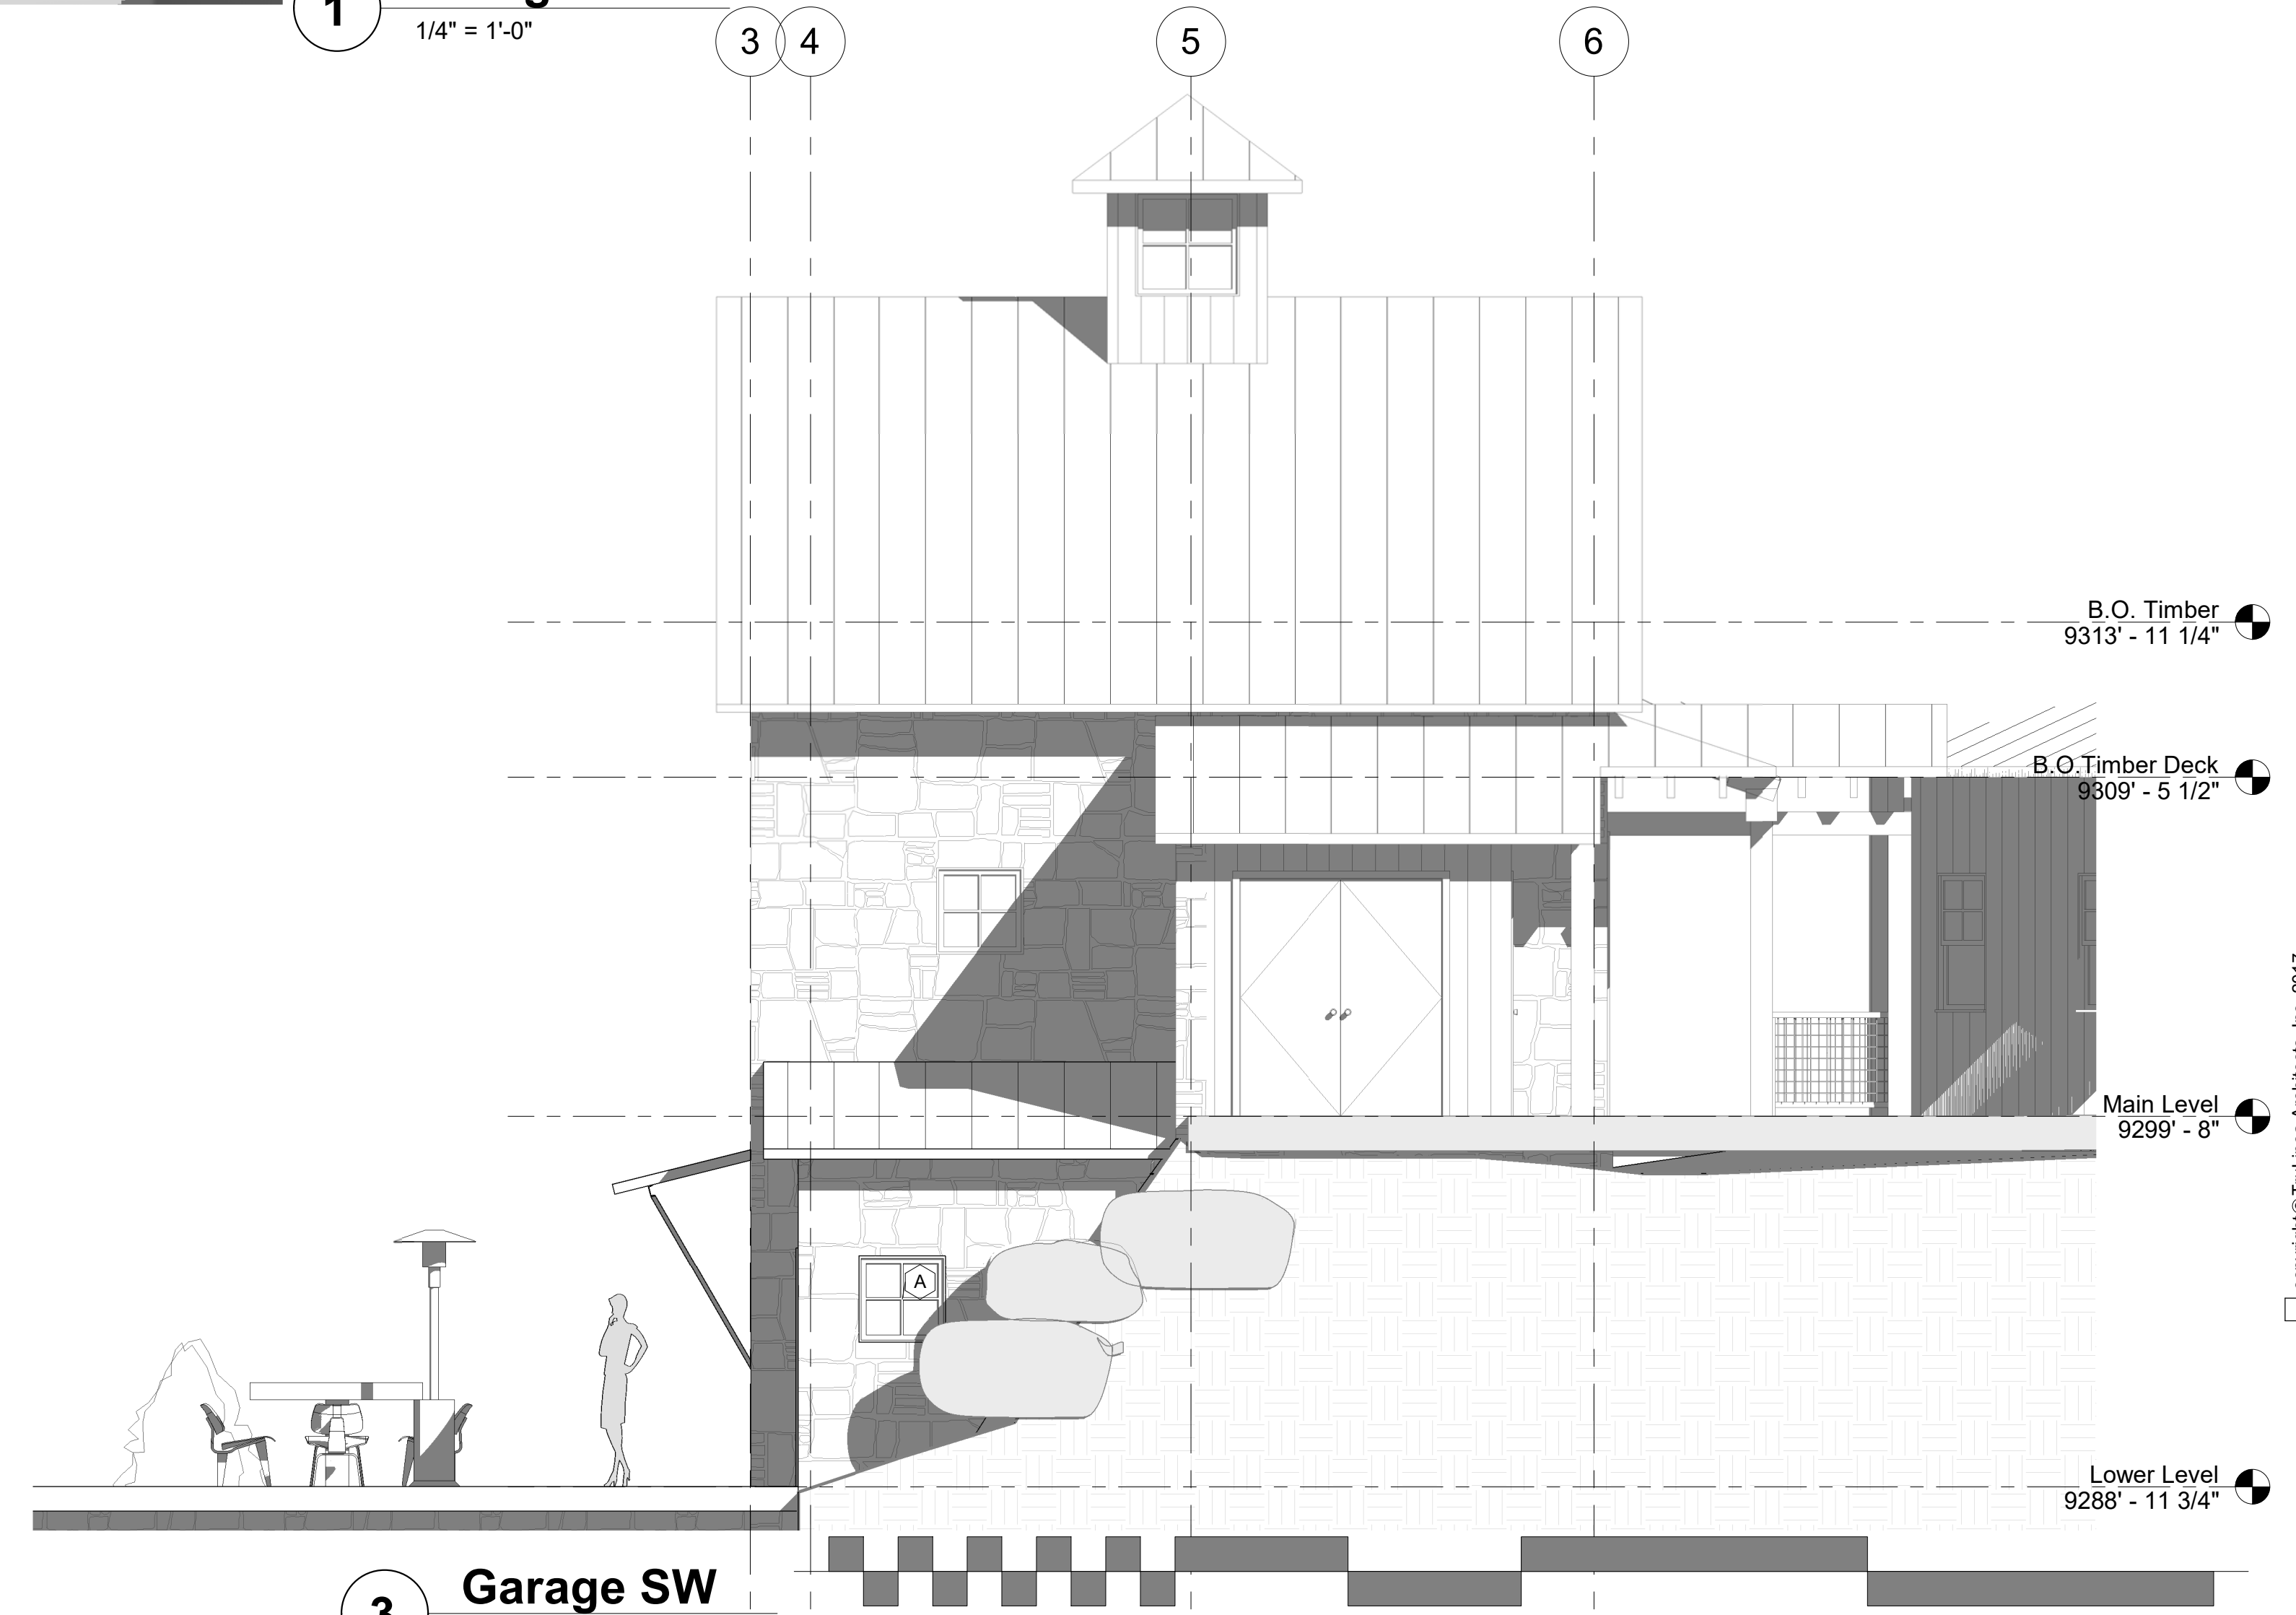 1
1/4" = 1'-0"
3 4 5 6
B.O. Timber
9313' - 11 1/4"
B.O.Timber Deck
9309' - 5 1/2"
Main Level
9299' - 8"
A
Lower Level
9288' - 11 3/4"
3
Garage SW